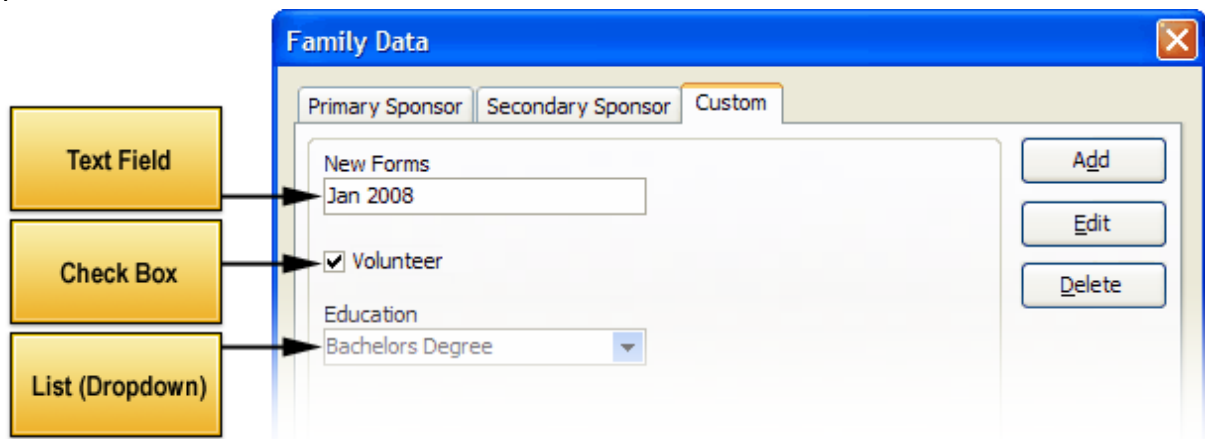 Family Data
Primary Sponsor Secondary Sponsor Custom
Text Field
New Forms
Jan 2008
Add
Edit
Check Box
Volunteer
Delete
Education
Bachelors Degree
List (Dropdown)